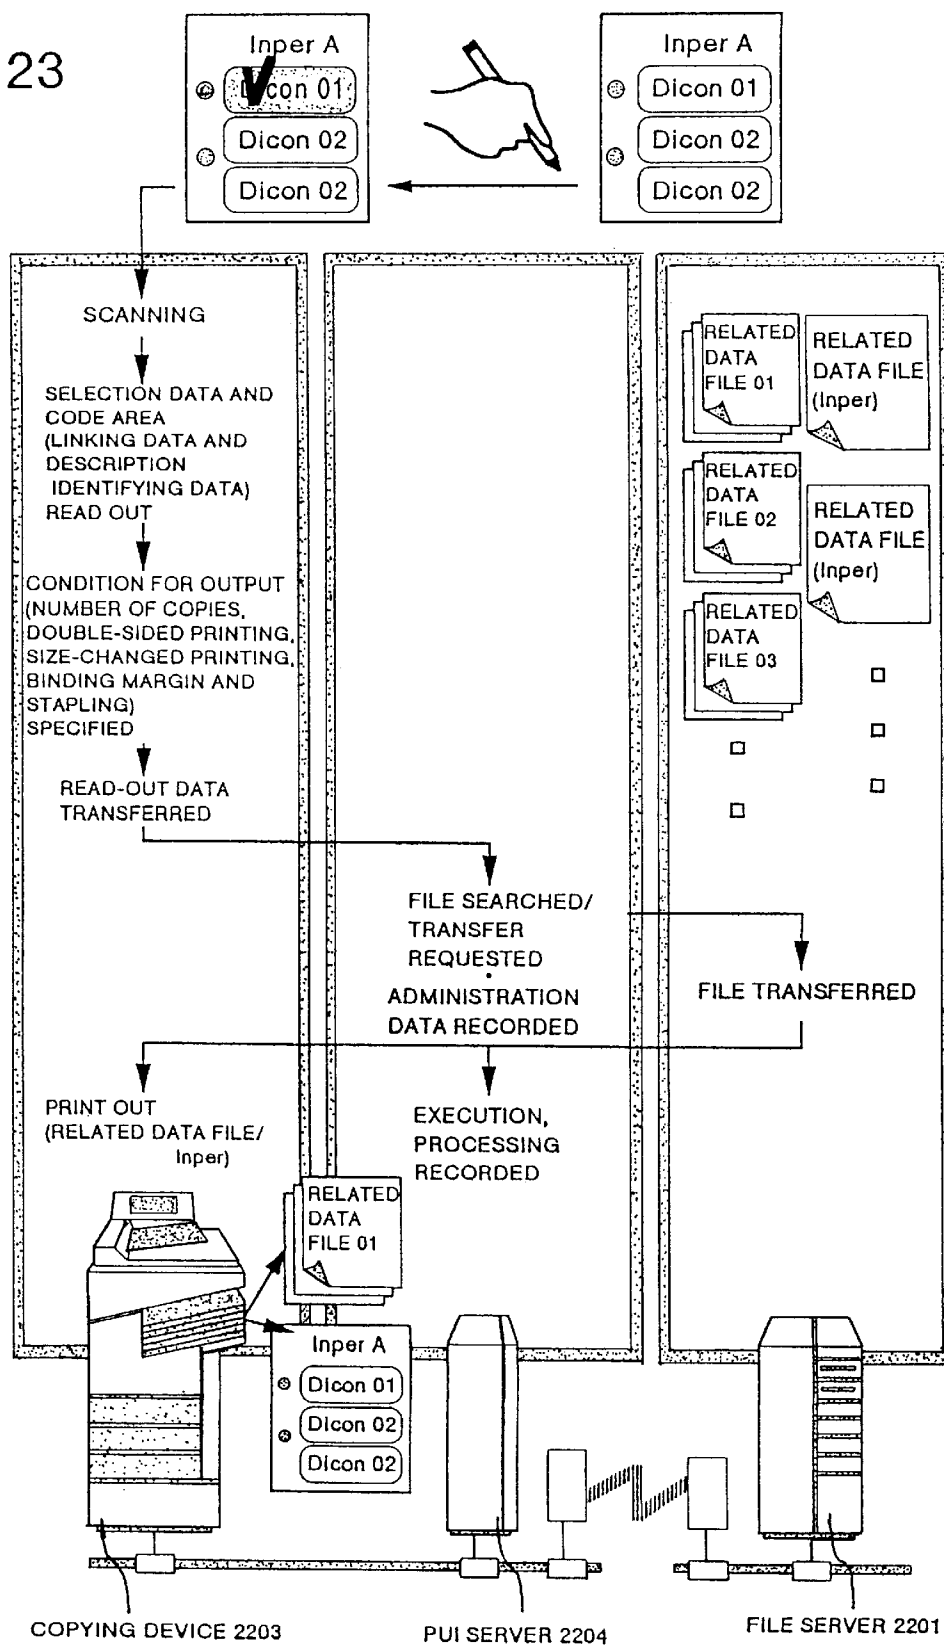 23
Inper A
Dicon 01
Dicon 02
Dicon 02
Inper A
Dicon 01
Dicon 02
Dicon 02
SCANNING
SELECTION DATA AND
CODE AREA
(LINKING DATA AND
DESCRIPTION
IDENTIFYING DATA)
READ OUT
CONDITION FOR OUTPUT
(NUMBER OF COPIES,
DOUBLE-SIDED PRINTING,
SIZE-CHANGED PRINTING,
BINDING MARGIN AND
STAPLING)
SPECIFIED
READ-OUT DATA
TRANSFERRED
FILE SEARCHED/
TRANSFER
REQUESTED
ADMINISTRATION
DATA RECORDED
RELATED
DATA
FILE 01
RELATED
DATA FILE
(Inper)
RELATED
DATA
FILE 02
RELATED
DATA FILE
(Inper)
RELATED
DATA
FILE 03
FILE TRANSFERRED
PRINT OUT
(RELATED DATA FILE/
Inper)
EXECUTION,
PROCESSING
RECORDED
RELATED
DATA
FILE 01
Inper A
Dicon 01
Dicon 02
Dicon 02
COPYING DEVICE 2203
PUI SERVER 2204
FILE SERVER 2201